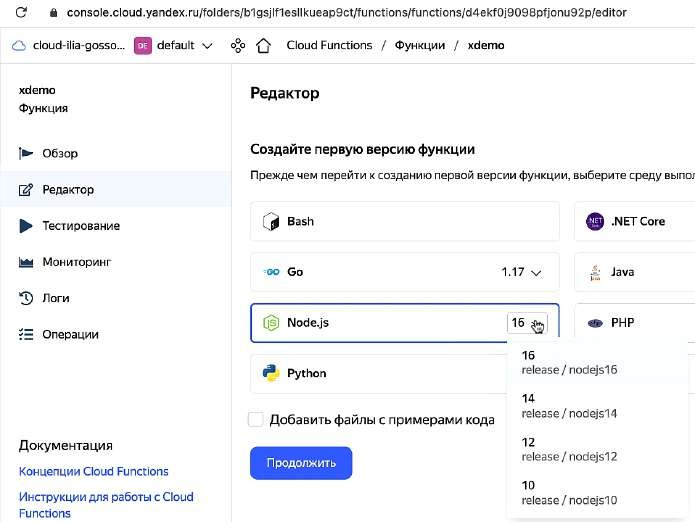 console.cloud.yandex.ru/folders/b1gsjlf1esllkueap9ct/functions/functions/d4ekf0j9098pfjonu92p/editor
cloud-ilia-gosso... DE default Cloud Functions / Функции / xdemo
xdemo
Функция
Обзор
Редактор
Тестирование
Мониторинг
Логи
Операции
Документация
Концепции Cloud Functions
Инструкции для работы с Cloud
Functions
Редактор
Создайте первую версию функции
Прежде чем перейти к созданию первой версии функции, выберите среду выпол
Bash
.NET Core
Go 1.17
Java
Node.js 16
PHP
Python
16
release / nodejs16
14
release / nodejs14
12
release / nodejs12
10
release / nodejs10
Добавить файлы с примерами кода
Продолжить